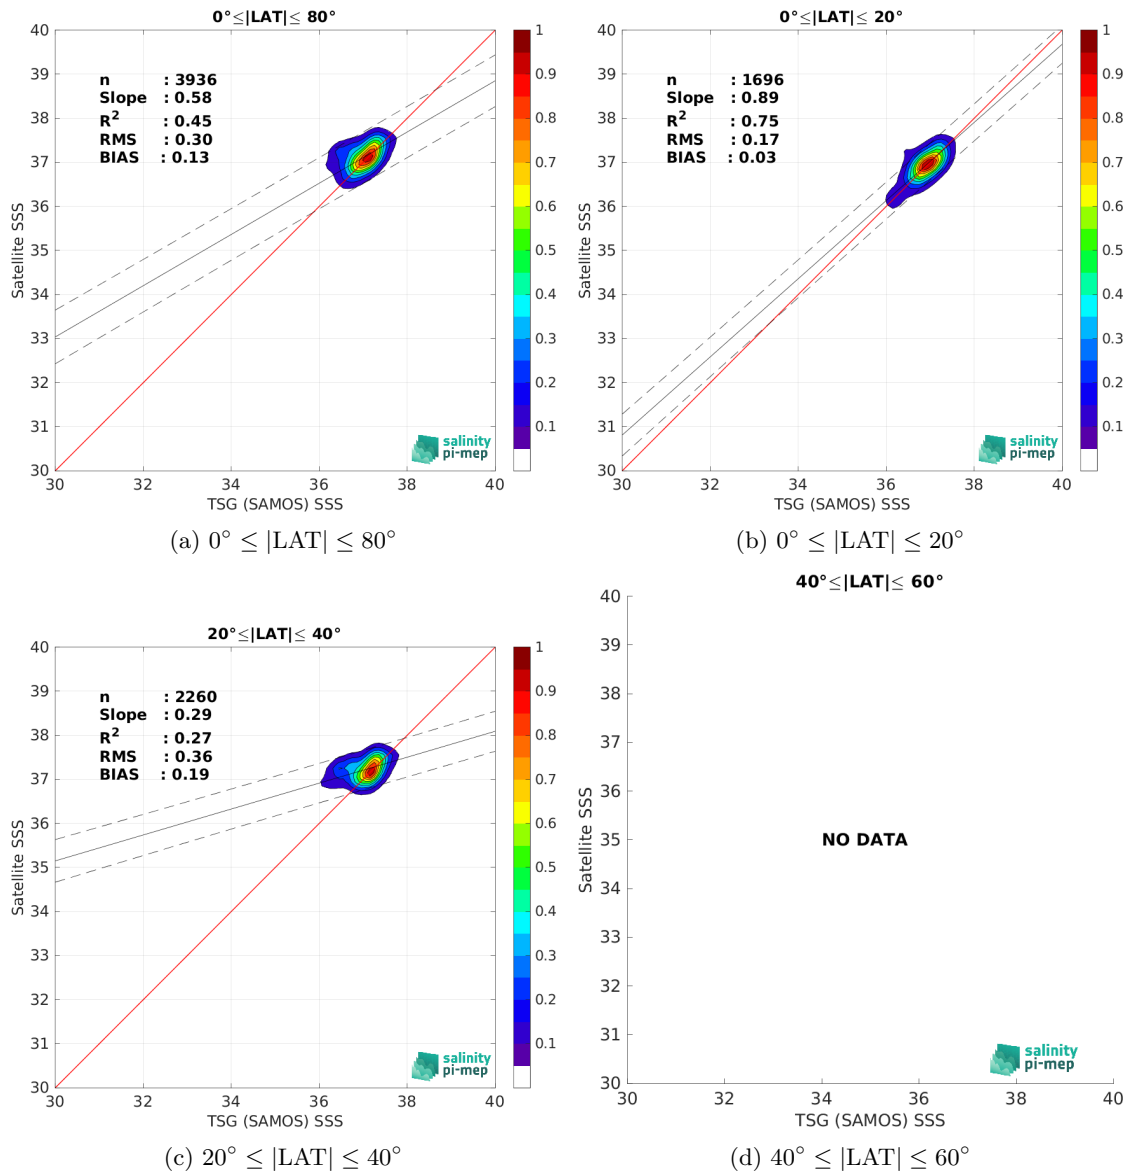 0°≤|LAT|≤ 80°
n : 3936
Slope : 0.58
R² : 0.45
RMS : 0.30
BIAS : 0.13
40
39
38
37
36
35
34
33
32
31
30
30 32 34 36 38 40
Satellite SSS
TSG (SAMOS) SSS
1
0.9
0.8
0.7
0.6
0.5
0.4
0.3
0.2
0.1
salinity
pi-mep
(a) 0° ≤ |LAT| ≤ 80°
0°≤|LAT|≤ 20°
n : 1696
Slope : 0.89
R² : 0.75
RMS : 0.17
BIAS : 0.03
40
39
38
37
36
35
34
33
32
31
30
30 32 34 36 38 40
Satellite SSS
TSG (SAMOS) SSS
1
0.9
0.8
0.7
0.6
0.5
0.4
0.3
0.2
0.1
salinity
pi-mep
(b) 0° ≤ |LAT| ≤ 20°
20°≤|LAT|≤ 40°
n : 2260
Slope : 0.29
R² : 0.27
RMS : 0.36
BIAS : 0.19
40
39
38
37
36
35
34
33
32
31
30
30 32 34 36 38 40
Satellite SSS
TSG (SAMOS) SSS
1
0.9
0.8
0.7
0.6
0.5
0.4
0.3
0.2
0.1
salinity
pi-mep
(c) 20° ≤ |LAT| ≤ 40°
40°≤|LAT|≤ 60°
40
39
38
37
36
35
34
33
32
31
30
30 32 34 36 38 40
Satellite SSS
NO DATA
TSG (SAMOS) SSS
salinity
pi-mep
(d) 40° ≤ |LAT| ≤ 60°